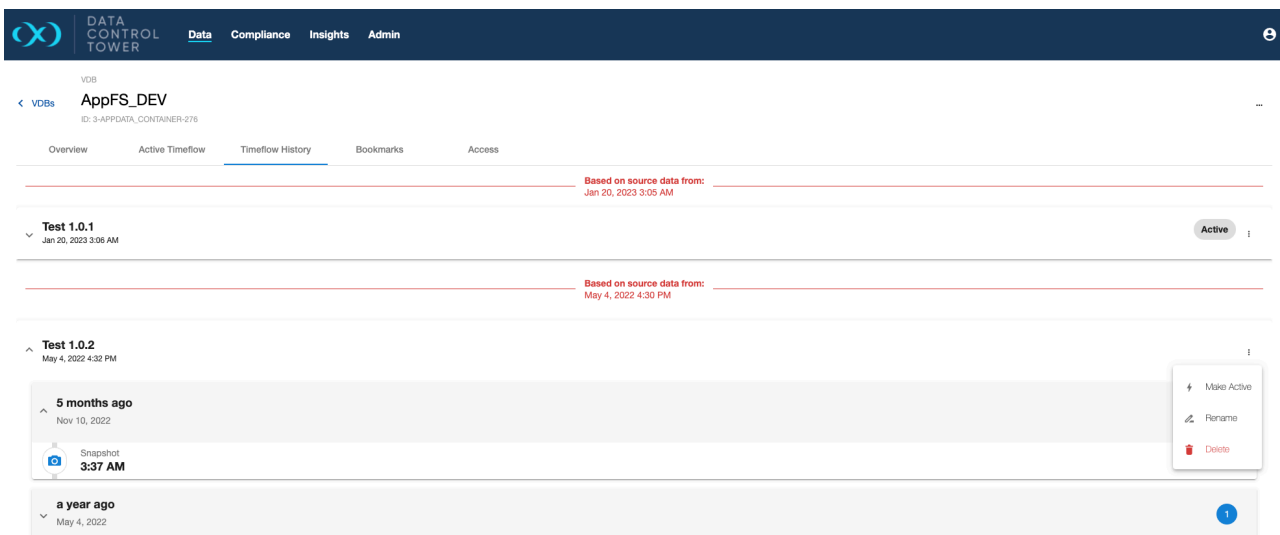 DATA
CONTROL
TOWER
Data
Compliance
Insights
Admin
VDB
VDBs
AppFS_DEV
...
ID: 3-APPDATA_CONTAINER-276
Overview
Active Timeflow
Timeflow History
Bookmarks
Access
Based on source data from:
Jan 20, 2023 3:05 AM
Test 1.0.1
Jan 20, 2023 3:06 AM
Active
Based on source data from:
May 4, 2022 4:30 PM
Test 1.0.2
May 4, 2022 4:32 PM
Make Active
Rename
Delete
5 months ago
Nov 10, 2022
Snapshot
3:37 AM
a year ago
May 4, 2022
1